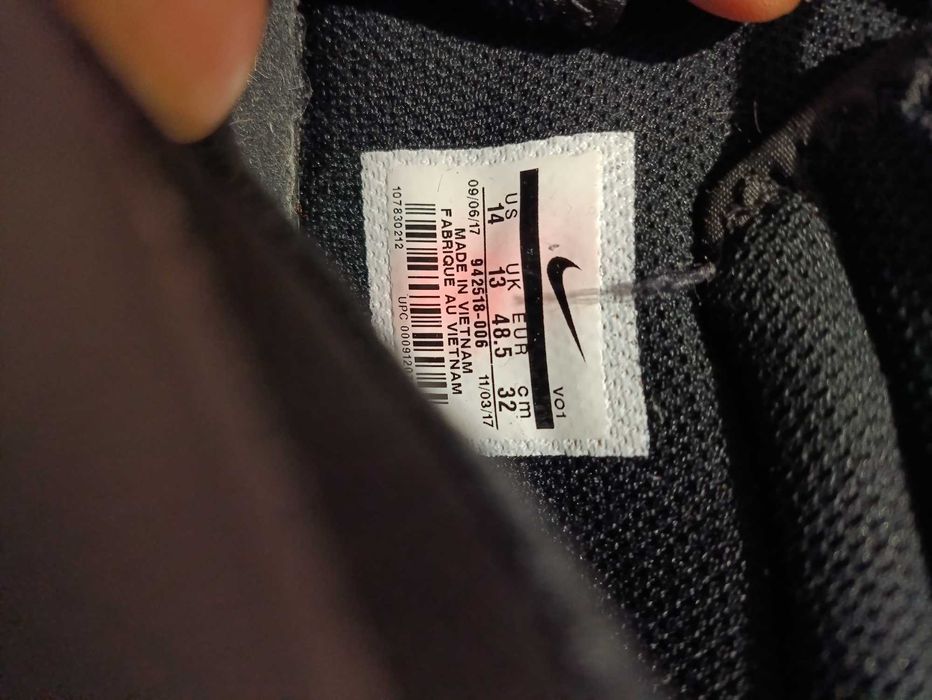 VO1
US UK EUR cm
14 13 48.5 32
09/06/17 942518-006 11/03/17
MADE IN VIETNAM
FABRIQUE AU VIETNAM
107830212 UPC 0009120